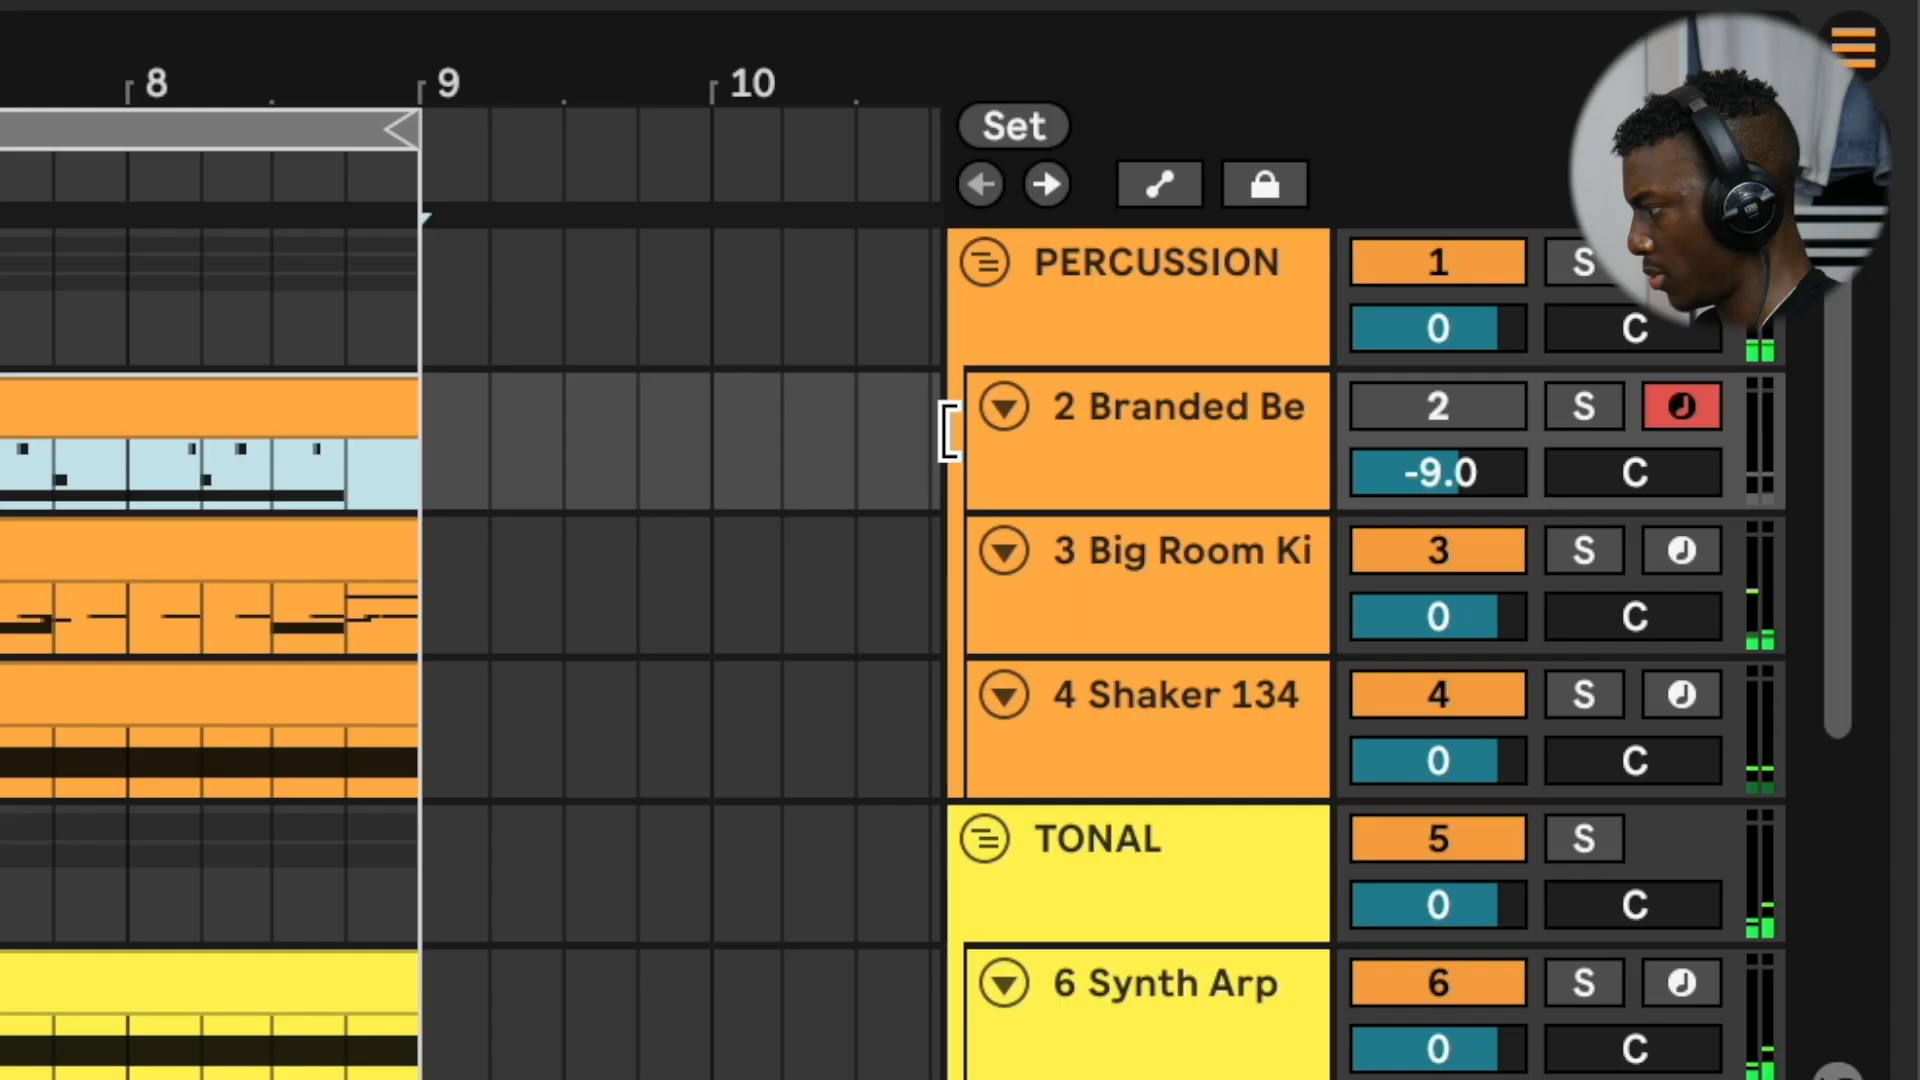 8
9
10
Set
PERCUSSION
1
S
0
C
2 Branded Be
2
S
-9.0
C
3 Big Room Ki
3
S
0
C
4 Shaker 134
4
S
0
C
TONAL
5
S
0
C
6 Synth Arp
6
S
0
C